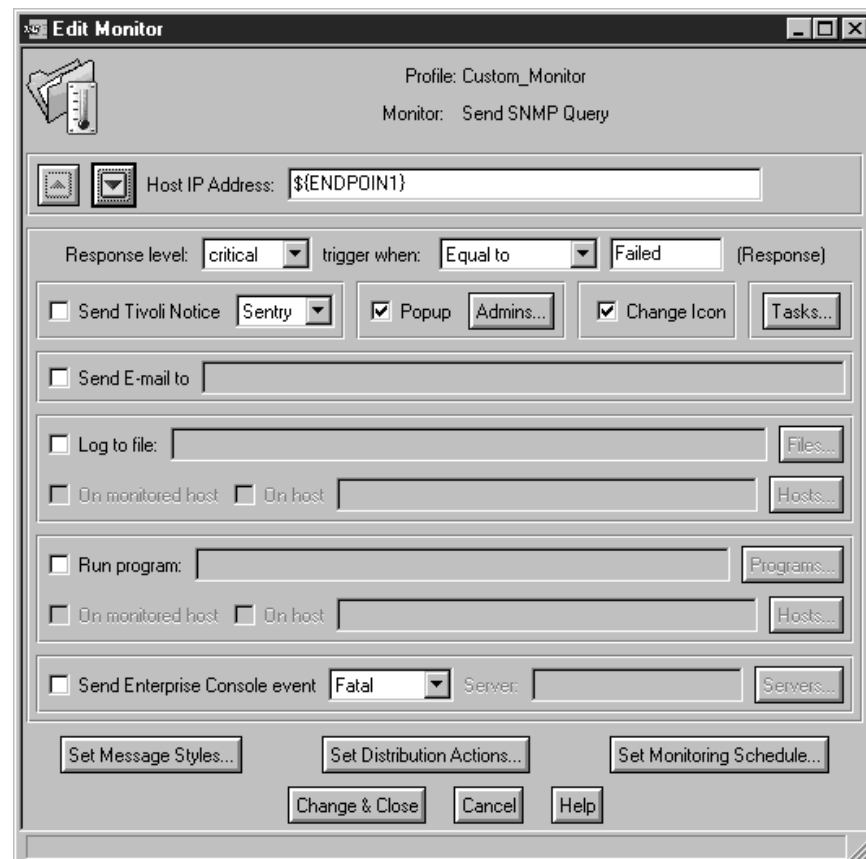 Edit Monitor
Profile: Custom_Monitor
Monitor: Send SNMP Query
Host IP Address: ${ENDPOIN1}
Response level: critical trigger when: Equal to Failed (Response)
Send Tivoli Notice Sentry Popup Admins... Change Icon Tasks...
Send E-mail to
Log to file: Files...
On monitored host On host Hosts...
Run program: Programs...
On monitored host On host Hosts...
Send Enterprise Console event Fatal Server: Servers...
Set Message Styles... Set Distribution Actions... Set Monitoring Schedule...
Change & Close Cancel Help